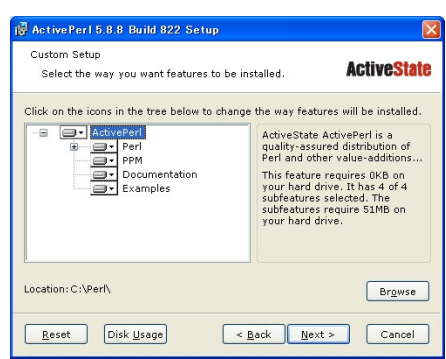 ActivePerl 5.8.8 Build 822 Setup
Custom Setup
Select the way you want features to be installed.
ActiveState
Click on the icons in the tree below to change the way features will be installed.
ActivePerl
Perl
PPM
Documentation
Examples
ActiveState ActivePerl is a
quality-assured distribution of
Perl and other value-additions...
This feature requires 0KB on
your hard drive. It has 4 of 4
subfeatures selected. The
subfeatures require 51MB on
your hard drive.
Location: C:\Perl\
Browse
Reset
Disk Usage
< Back
Next >
Cancel